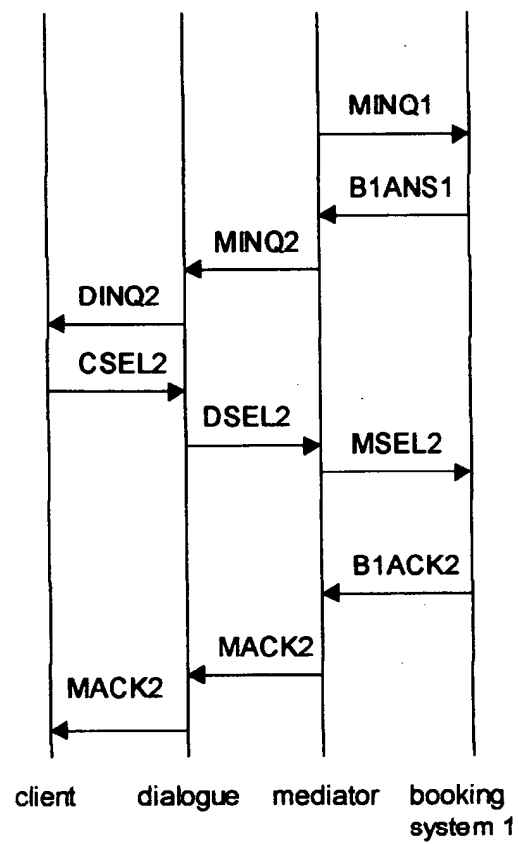 MINQ1
B1ANS1
MINQ2
DINQ2
CSEL2
DSEL2
MSEL2
B1ACK2
MACK2
MACK2
client dialogue mediator booking
system 1